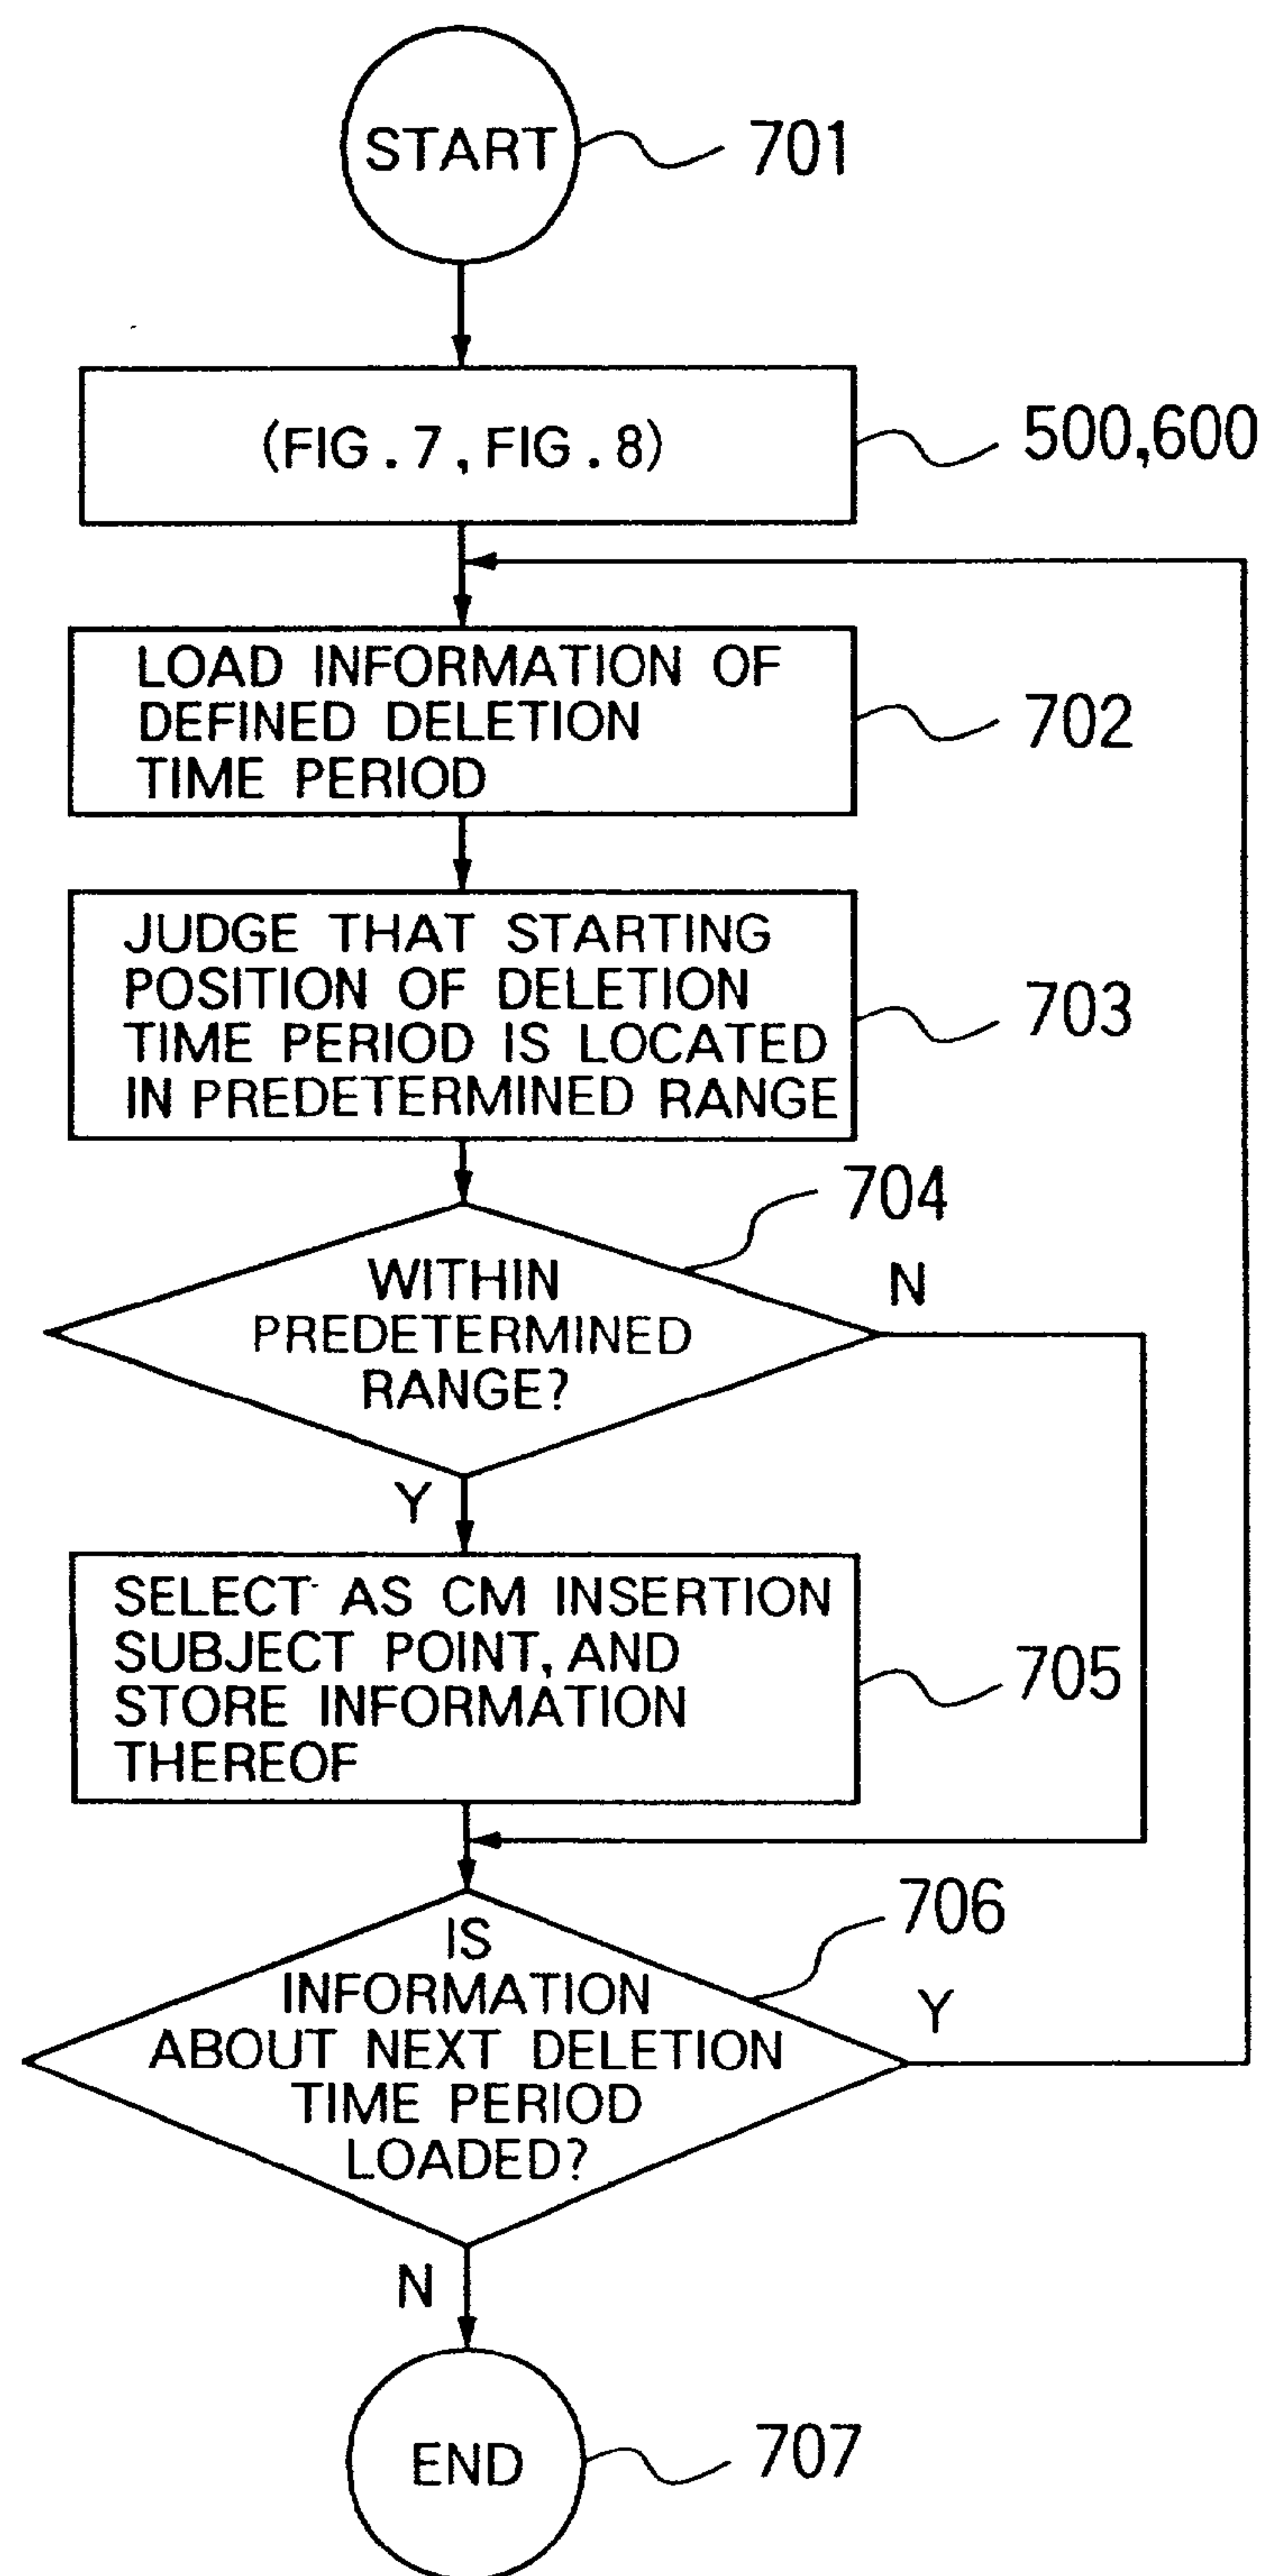 START
701
(FIG.7, FIG.8)
500,600
LOAD INFORMATION OF
DEFINED DELETION
TIME PERIOD
702
JUDGE THAT STARTING
POSITION OF DELETION
TIME PERIOD IS LOCATED
IN PREDETERMINED RANGE
703
704
WITHIN
PREDETERMINED
RANGE?
N
Y
SELECT AS CM INSERTION
SUBJECT POINT, AND
STORE INFORMATION
THEREOF
705
706
IS
INFORMATION
ABOUT NEXT DELETION
TIME PERIOD
LOADED?
Y
N
END
707